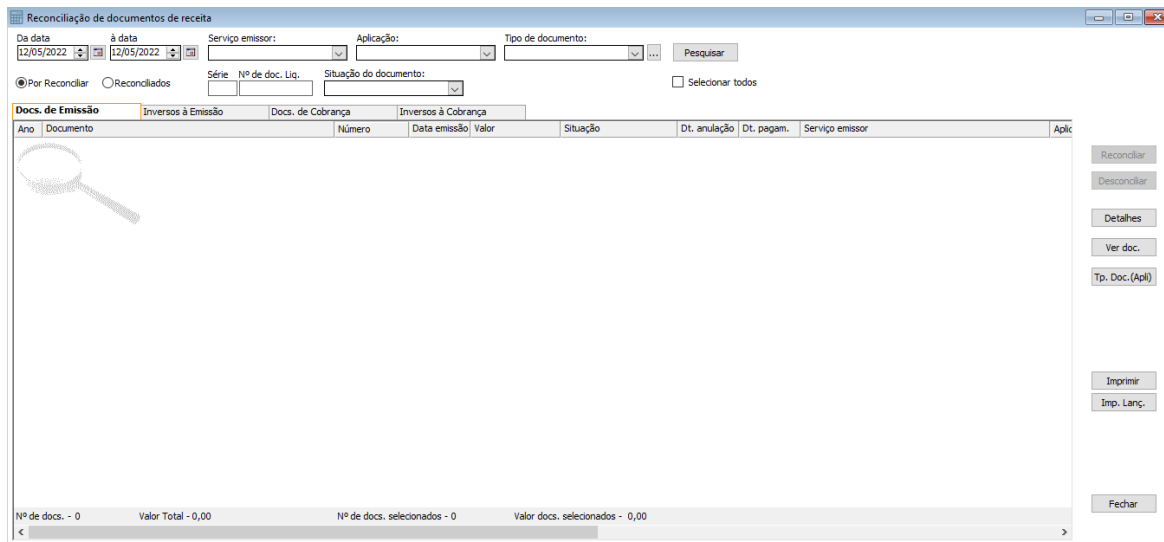 Reconciliação de documentos de receita
Da data à data Serviço emissor: Aplicação: Tipo de documento:
12/05/2022 12/05/2022 ... Pesquisar
Por Reconciliar Reconciliados Série Nº de doc. Liq. Situação do documento: Selecionar todos
Docs. de Emissão Inversos à Emissão Docs. de Cobrança Inversos à Cobrança
Ano Documento Número Data emissão Valor Situação Dt. anulação Dt. pagam. Serviço emissor Aplic
Reconciliar
Desconciliar
Detalhes
Ver doc.
Tp. Doc.(Apli)
Imprimir
Imp. Lanç.
Fechar
Nº de docs. - 0 Valor Total - 0,00 Nº de docs. selecionados - 0 Valor docs. selecionados - 0,00